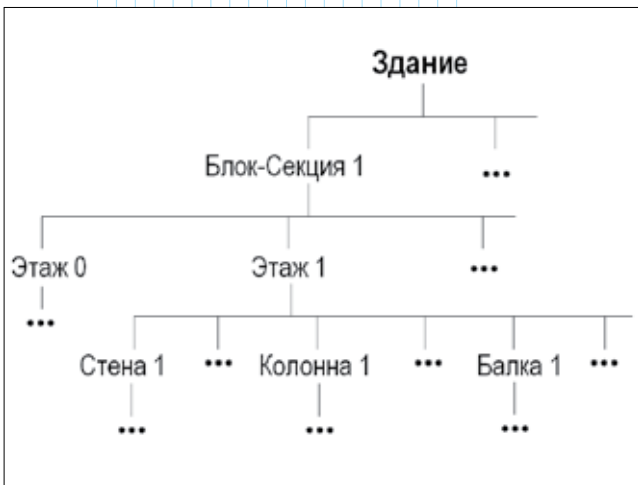 Здание
Блок-Секция 1 •••
Этаж 0 Этаж 1 •••
•••
Стена 1 ••• Колонна 1 ••• Балка 1 •••
••• ••• •••